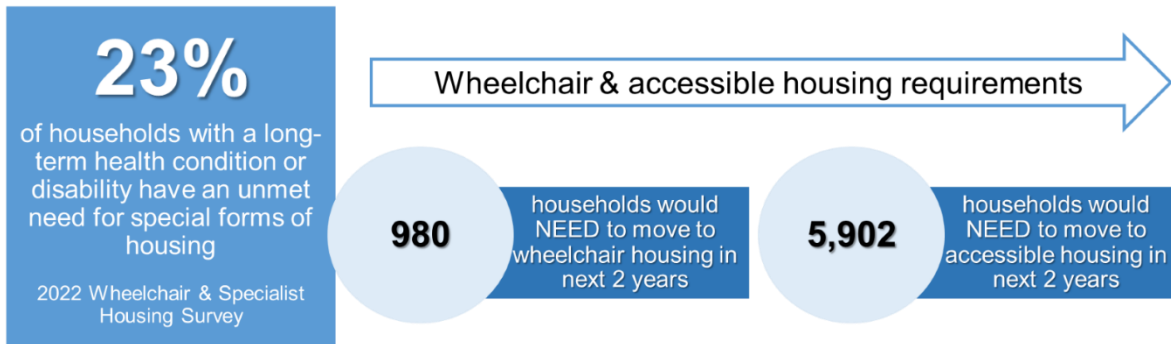 23%
of households with a long-
term health condition or
disability have an unmet
need for special forms of
housing
2022 Wheelchair & Specialist
Housing Survey
Wheelchair & accessible housing requirements
980
households would
NEED to move to
wheelchair housing in
next 2 years
5,902
households would
NEED to move to
accessible housing in
next 2 years